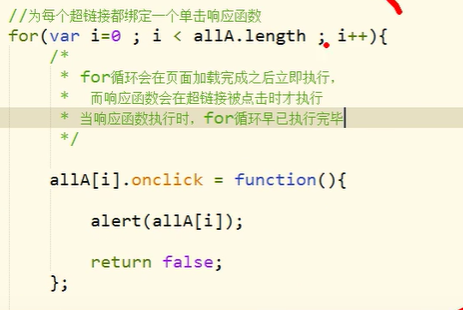 //为每个超链接都绑定一个单击响应函数
for(var i=0 ; i < allA.length ; i++){
/*
* for循环会在页面加载完成之后立即执行，
* 而响应函数会在超链接被点击时才执行
* 当响应函数执行时，for循环早已执行完毕
*/
allA[i].onclick = function(){
alert(allA[i]);
return false;
};